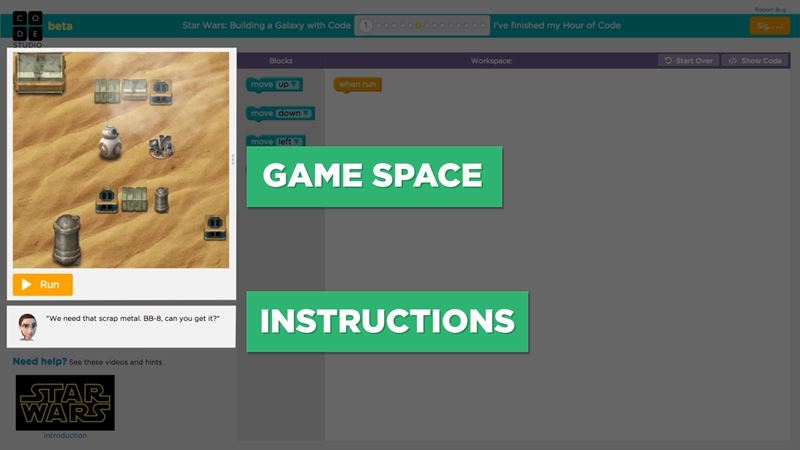 Report Bug
C O
D E
STUDIO
beta
Star Wars: Building a Galaxy with Code
1
I've finished my Hour of Code
Blocks
Workspace:
Start Over
Show Code
move up
when run
move down
move left
GAME SPACE
Run
INSTRUCTIONS
"We need that scrap metal. BB-8, can you get it?"
Need help? See these videos and hints
STAR
WARS
Introduction